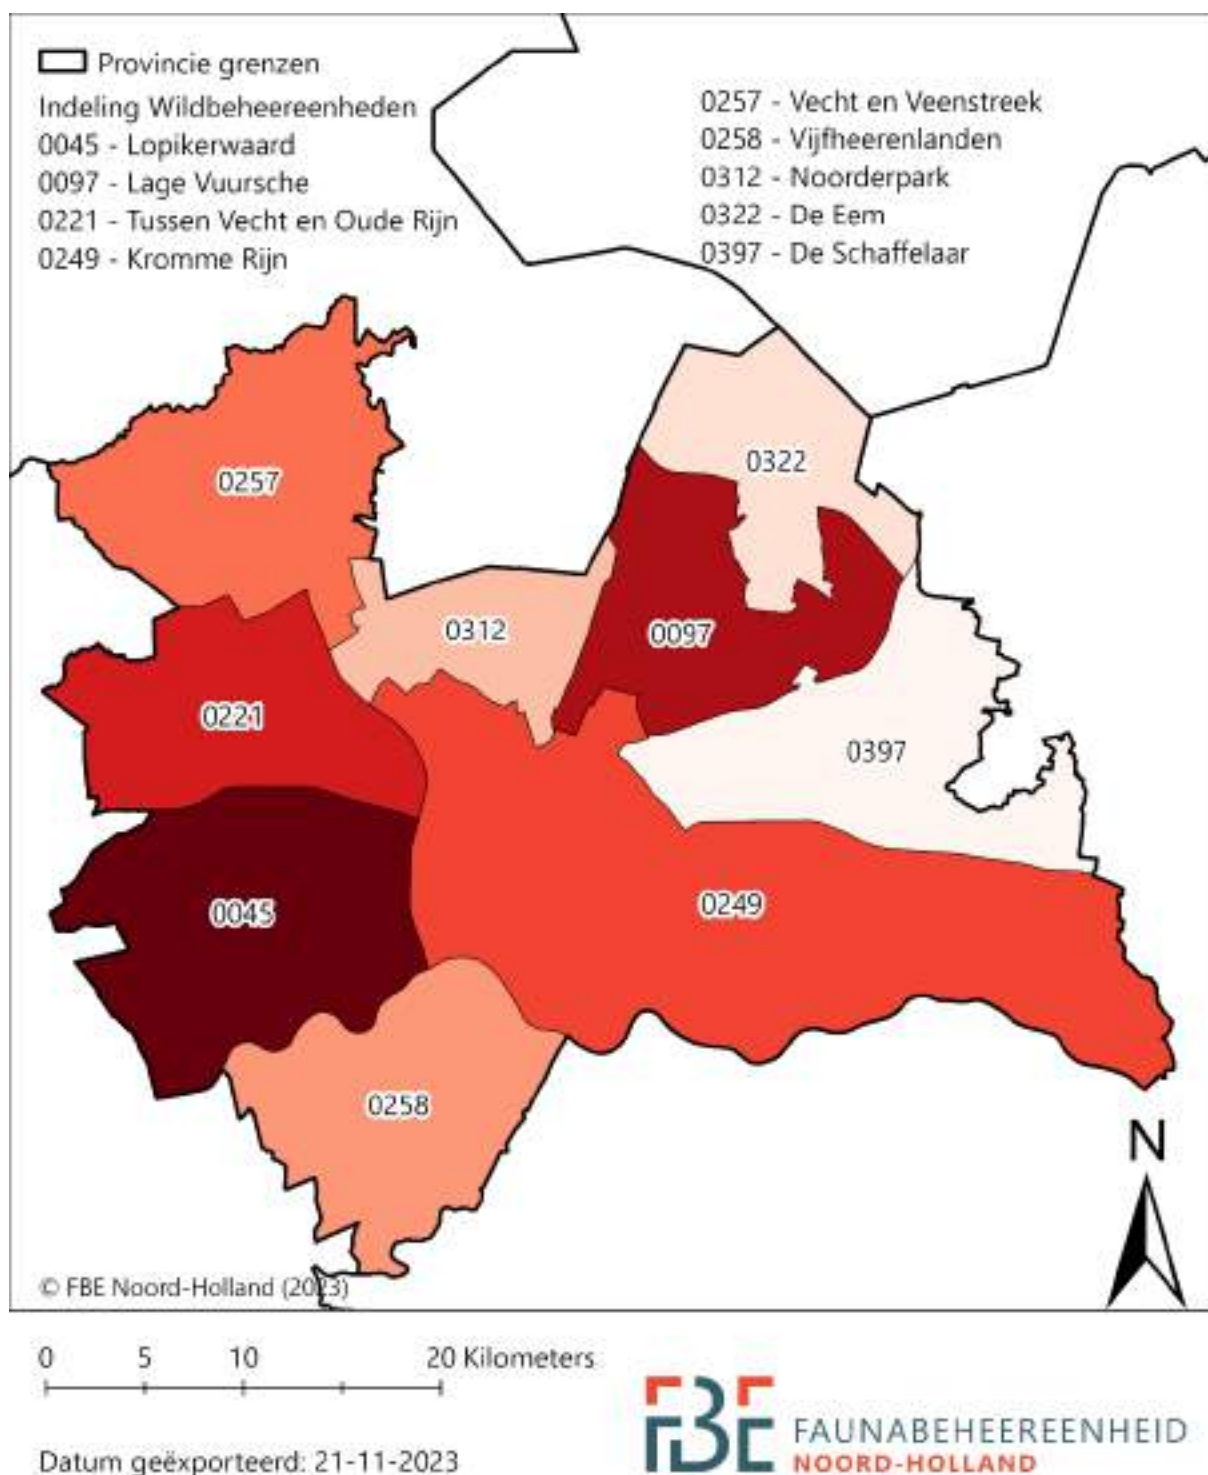 Provincie grenzen
Indeling Wildbeheereenheden
0045 - Lopikerwaard
0097 - Lage Vuursche
0221 - Tussen Vecht en Oude Rijn
0249 - Kromme Rijn
0257 - Vecht en Veenstreek
0258 - Vijfheerenlanden
0312 - Noorderpark
0322 - De Eem
0397 - De Schaffelaar
0322
0257
0312
0097
0221
0397
0249
0045
0258
N
© FBE Noord-Holland (2023)
0 5 10 20 Kilometers
Datum geëxporteerd: 21-11-2023
FBE
FAUNABEHEEREENHEID
NOORD-HOLLAND